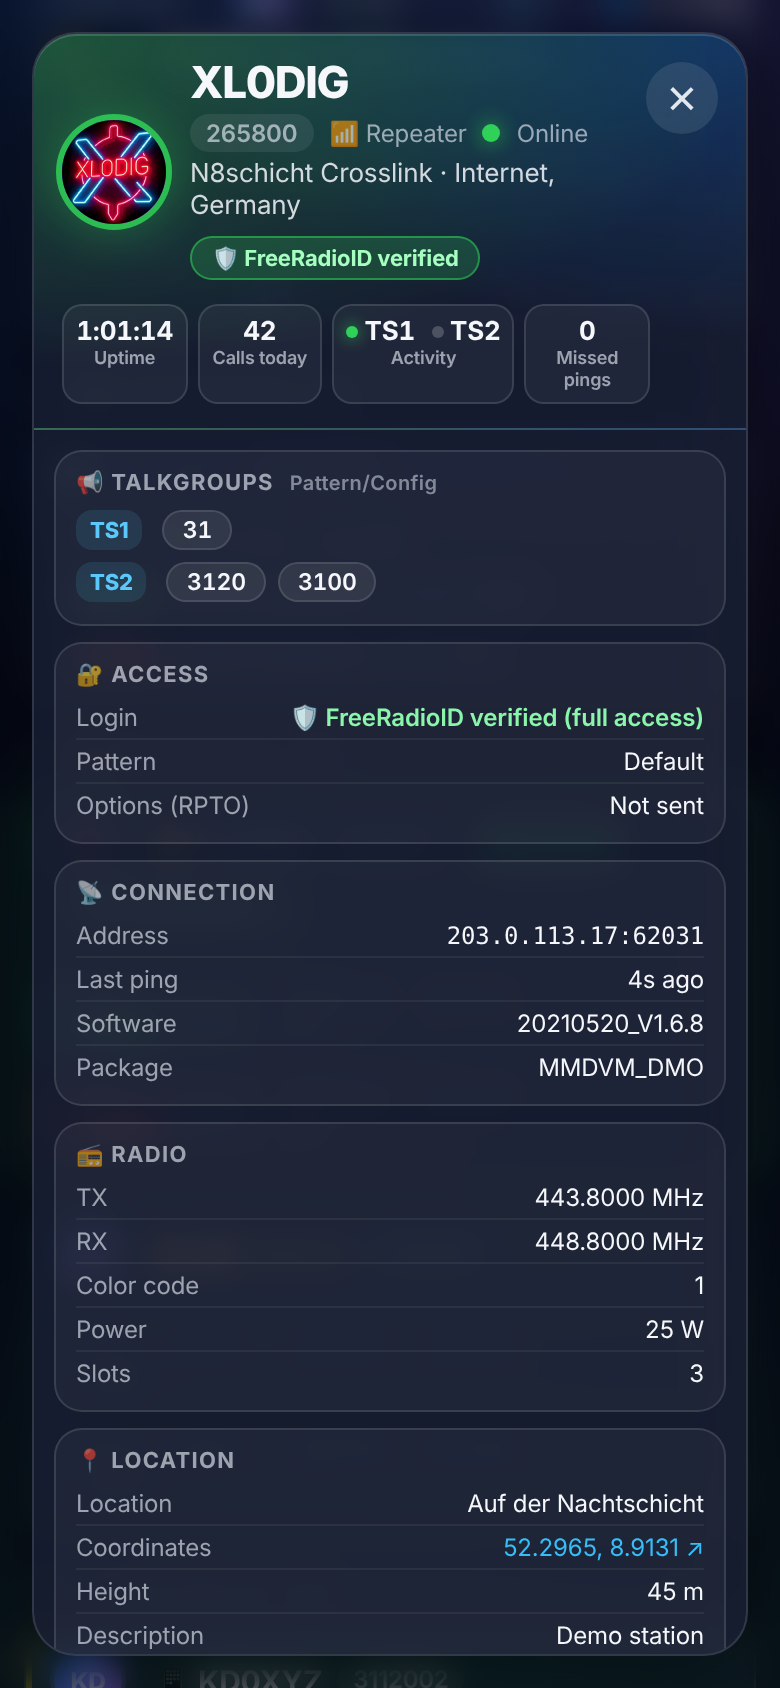 XL0DIG
265800 Repeater Online
N8schicht Crosslink · Internet,
Germany
XLODIG
FreeRadioID verified
1:01:14
Uptime
42
Calls today
TS1 TS2
Activity
0
Missed
pings
TALKGROUPS Pattern/Config
TS1 31
TS2 3120 3100
ACCESS
Login FreeRadioID verified (full access)
Pattern Default
Options (RPTO) Not sent
CONNECTION
Address 203.0.113.17:62031
Last ping 4s ago
Software 20210520_V1.6.8
Package MMDVM_DMO
RADIO
TX 443.8000 MHz
RX 448.8000 MHz
Color code 1
Power 25 W
Slots 3
LOCATION
Location Auf der Nachtschicht
Coordinates 52.2965, 8.9131 ↗
Height 45 m
Description Demo station
KD KD0XYZ 3112002